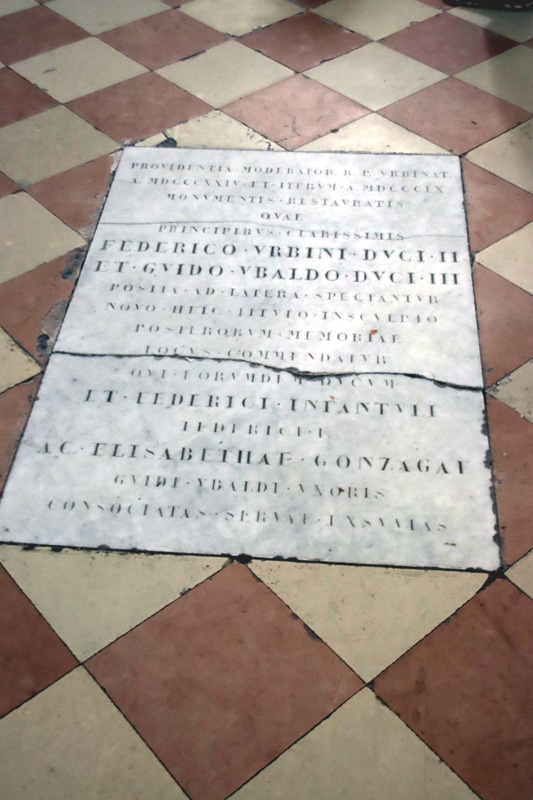 PROVIDENTIA·MODERATOR·R·P·VRBINAT·
A·MDCCCXXIV·ET·ITERVM·A·MDCCCIX
MONVMENTIS·RESTAVRATIS
QVAE
PRINCIPIBVS·CLARISSIMIS
FEDERICO·VRBINI·DVCI·II
ET·GVIDO·VBALDO·DVCI·III
POSITA·AD·LATERA·SPECTANTVR
NOVO·HIIC·TITVLO·INSCVLPTO
POSTERORVM·MEMORIAE
LOCVS·COMMENDATVR
QVI·EORVMDEM·DVCVM
ET·FEDERICI·INFANTVLI
FEDERICI·F
AC·ELISABETHAE·GONZAGAE
GVIDI·VBALDI·VXORIS
CONSOCIATAS·SERVAT·EXSVVIAS